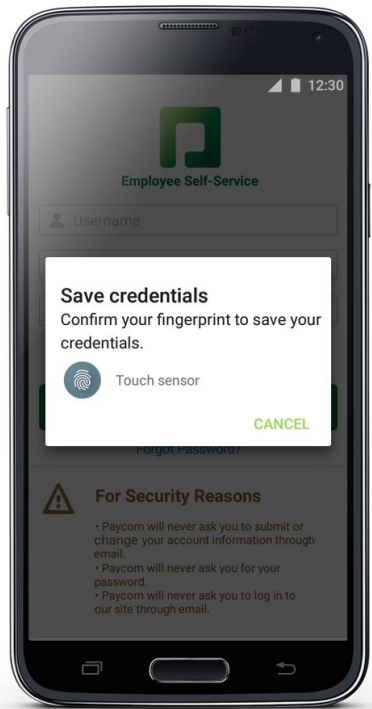 12:30
Employee Self-Service
Username
Save credentials
Confirm your fingerprint to save your
credentials.
Touch sensor
CANCEL
Forgot Password?
For Security Reasons
• Paycom will never ask you to submit or
change your account information through
email.
• Paycom will never ask you for your
password.
• Paycom will never ask you to log in to
our site through email.